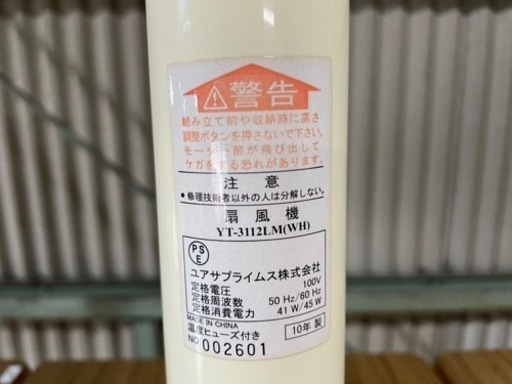 警告
組み立て前や収納時に高さ
調整ボタンを押さないで下さい。
モーター部が飛び出して
ケガをする恐れがあります。
注意
●修理技術者以外の人は分解しない。
扇風機
YT-3112LM(WH)
PS
E
ユアサプライムス株式会社
定格電圧 100V
定格周波数 50 Hz/60 Hz
定格消費電力 41 W/45 W
MADE IN CHINA
温度ヒューズ付き 10年製
NO 002601